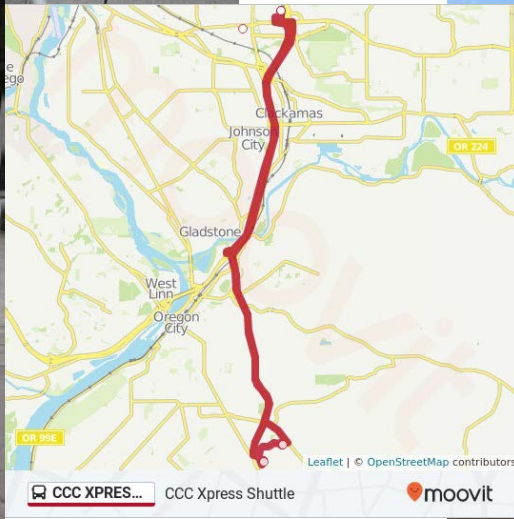 ego
Clackamas
Johnson
City
OR 224
Gladstone
West
Linn
Oregon
City
OR 99E
Leaflet | © OpenStreetMap contributors
CCC XPRES... CCC Xpress Shuttle moovit